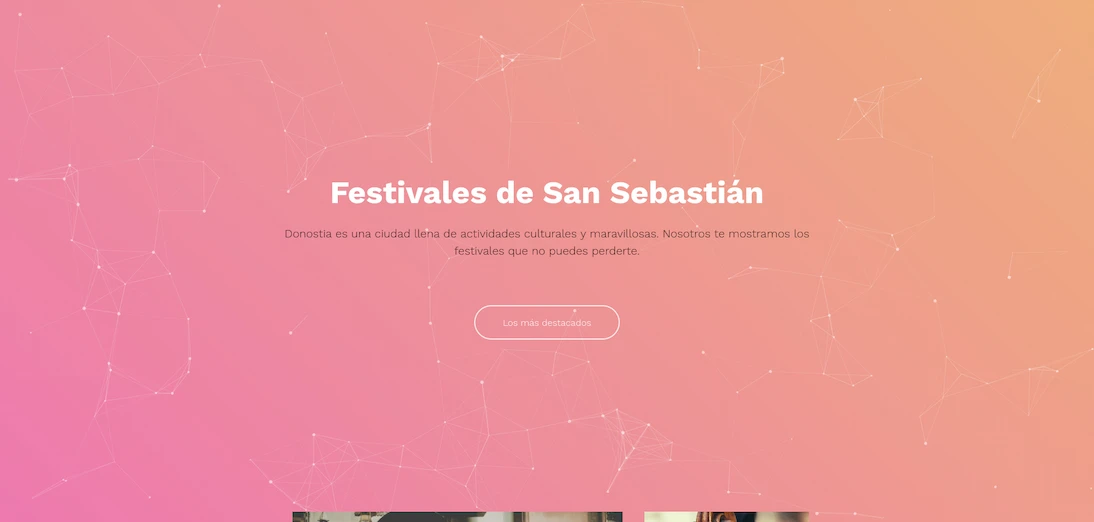 Festivales de San Sebastián
Donostia es una ciudad llena de actividades culturales y maravillosas. Nosotros te mostramos los
festivales que no puedes perderte.
Los más destacados